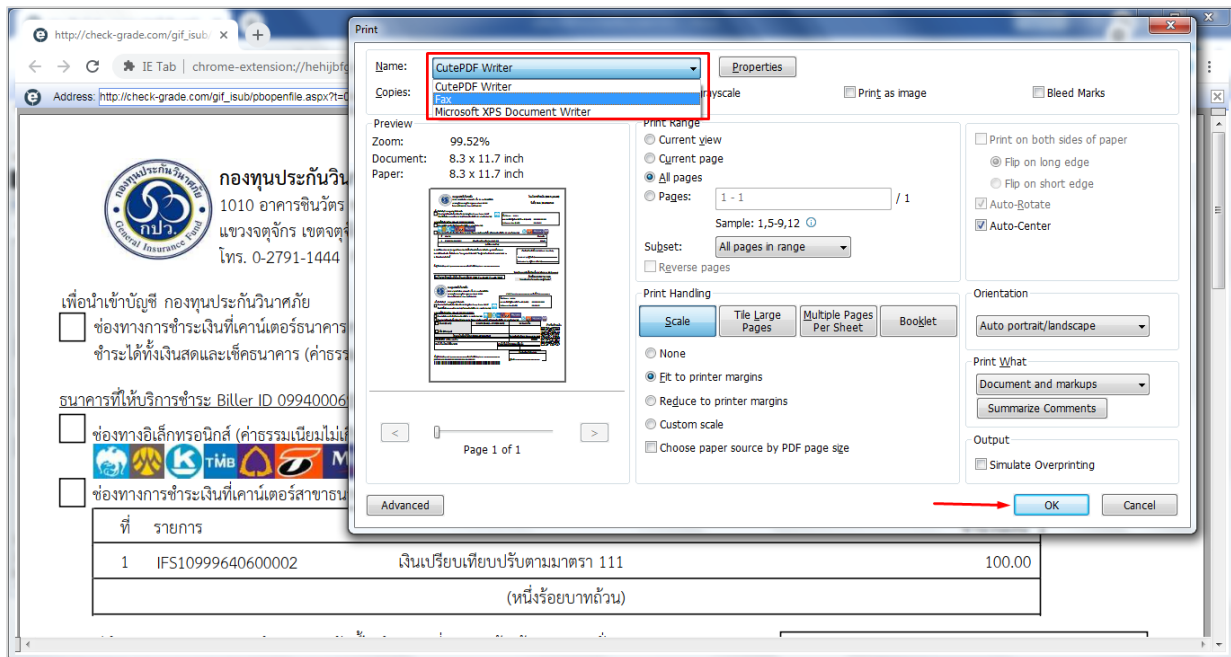 http://check-grade.com/gif_isub
IE Tab | chrome-extension://hehijbfg
Address: http://check-grade.com/gif_isub/pbopenfile.aspx?t=
กองทุนประกันวินาศภัย
กปว.
General Insurance Fund
กองทุนประกันวิน
1010 อาคารชินวัตร
แขวงจตุจักร เขตจตุจ
โทร. 0-2791-1444
เพื่อนำเข้าบัญชี กองทุนประกันวินาศภัย
ช่องทางการชำระเงินที่เคาน์เตอร์ธนาคาร
ชำระได้ทั้งเงินสดและเช็คธนาคาร (ค่าธรร
ธนาคารที่ให้บริการชำระ Biller ID 09940006
ช่องทางอิเล็กทรอนิกส์ (ค่าธรรมเนียมไม่เกิ
TMB
ช่องทางการชำระเงินที่เคาน์เตอร์สาขาธน
ที่ รายการ
1 IFS10999640600002 เงินเปรียบเทียบปรับตามมาตรา 111 100.00
(หนึ่งร้อยบาทถ้วน)
Print
Name: CutePDF Writer Properties
CutePDF Writer
Fax
Microsoft XPS Document Writer
Copies: rayscale Print as image Bleed Marks
Preview
Zoom: 99.52%
Document: 8.3 x 11.7 inch
Paper: 8.3 x 11.7 inch
< >
Page 1 of 1
Print Range
Current view
Current page
All pages
Pages: 1 - 1 / 1
Sample: 1,5-9,12
Subset: All pages in range
Reverse pages
Print on both sides of paper
Flip on long edge
Flip on short edge
Auto-Rotate
Auto-Center
Print Handling
Scale Tile Large Pages Multiple Pages Per Sheet Booklet
None
Fit to printer margins
Reduce to printer margins
Custom scale
Choose paper source by PDF page size
Orientation
Auto portrait/landscape
Print What
Document and markups
Summarize Comments
Output
Simulate Overprinting
Advanced OK Cancel